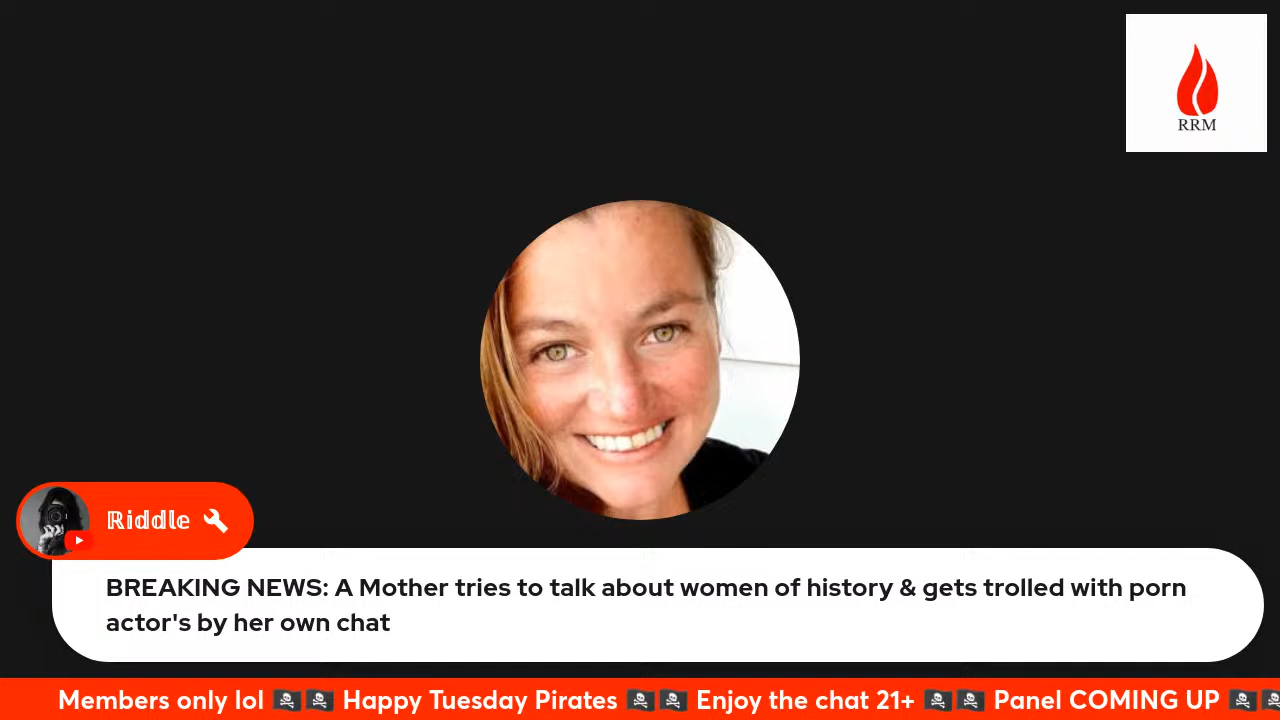 RRM
ℝ𝕚𝕕𝕕𝕝𝕖
BREAKING NEWS: A Mother tries to talk about women of history & gets trolled with porn
actor's by her own chat
Members only lol 🏴‍☠️🏴‍☠️ Happy Tuesday Pirates 🏴‍☠️🏴‍☠️ Enjoy the chat 21+ 🏴‍☠️🏴‍☠️ Panel COMING UP 🏴‍☠️🏴‍☠️